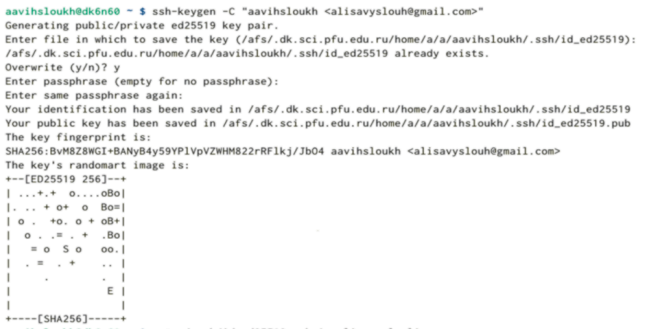 aavihsloukh@dk6n60 ~ $ ssh-keygen -C "aavihsloukh <alisavyslouh@gmail.com>"
Generating public/private ed25519 key pair.
Enter file in which to save the key (/afs/.dk.sci.pfu.edu.ru/home/a/a/aavihsloukh/.ssh/id_ed25519):
/afs/.dk.sci.pfu.edu.ru/home/a/a/aavihsloukh/.ssh/id_ed25519 already exists.
Overwrite (y/n)? y
Enter passphrase (empty for no passphrase):
Enter same passphrase again:
Your identification has been saved in /afs/.dk.sci.pfu.edu.ru/home/a/a/aavihsloukh/.ssh/id_ed25519
Your public key has been saved in /afs/.dk.sci.pfu.edu.ru/home/a/a/aavihsloukh/.ssh/id_ed25519.pub
The key fingerprint is:
SHA256:BvM8Z8WGI+BANyB4y59YPlVpVZWHM822rRFlkj/JbO4 aavihsloukh <alisavyslouh@gmail.com>
The key's randomart image is:
+--[ED25519 256]--+
| ...+.+  o....oBo|
|. .. + o+  o  Bo=|
| o .  +o. o + oB+|
|  o . .= . +  .Bo|
|   = o  S o   oo.|
|  . =  . +    .. |
|     .        .  |
|               E |
|                 |
+----[SHA256]-----+